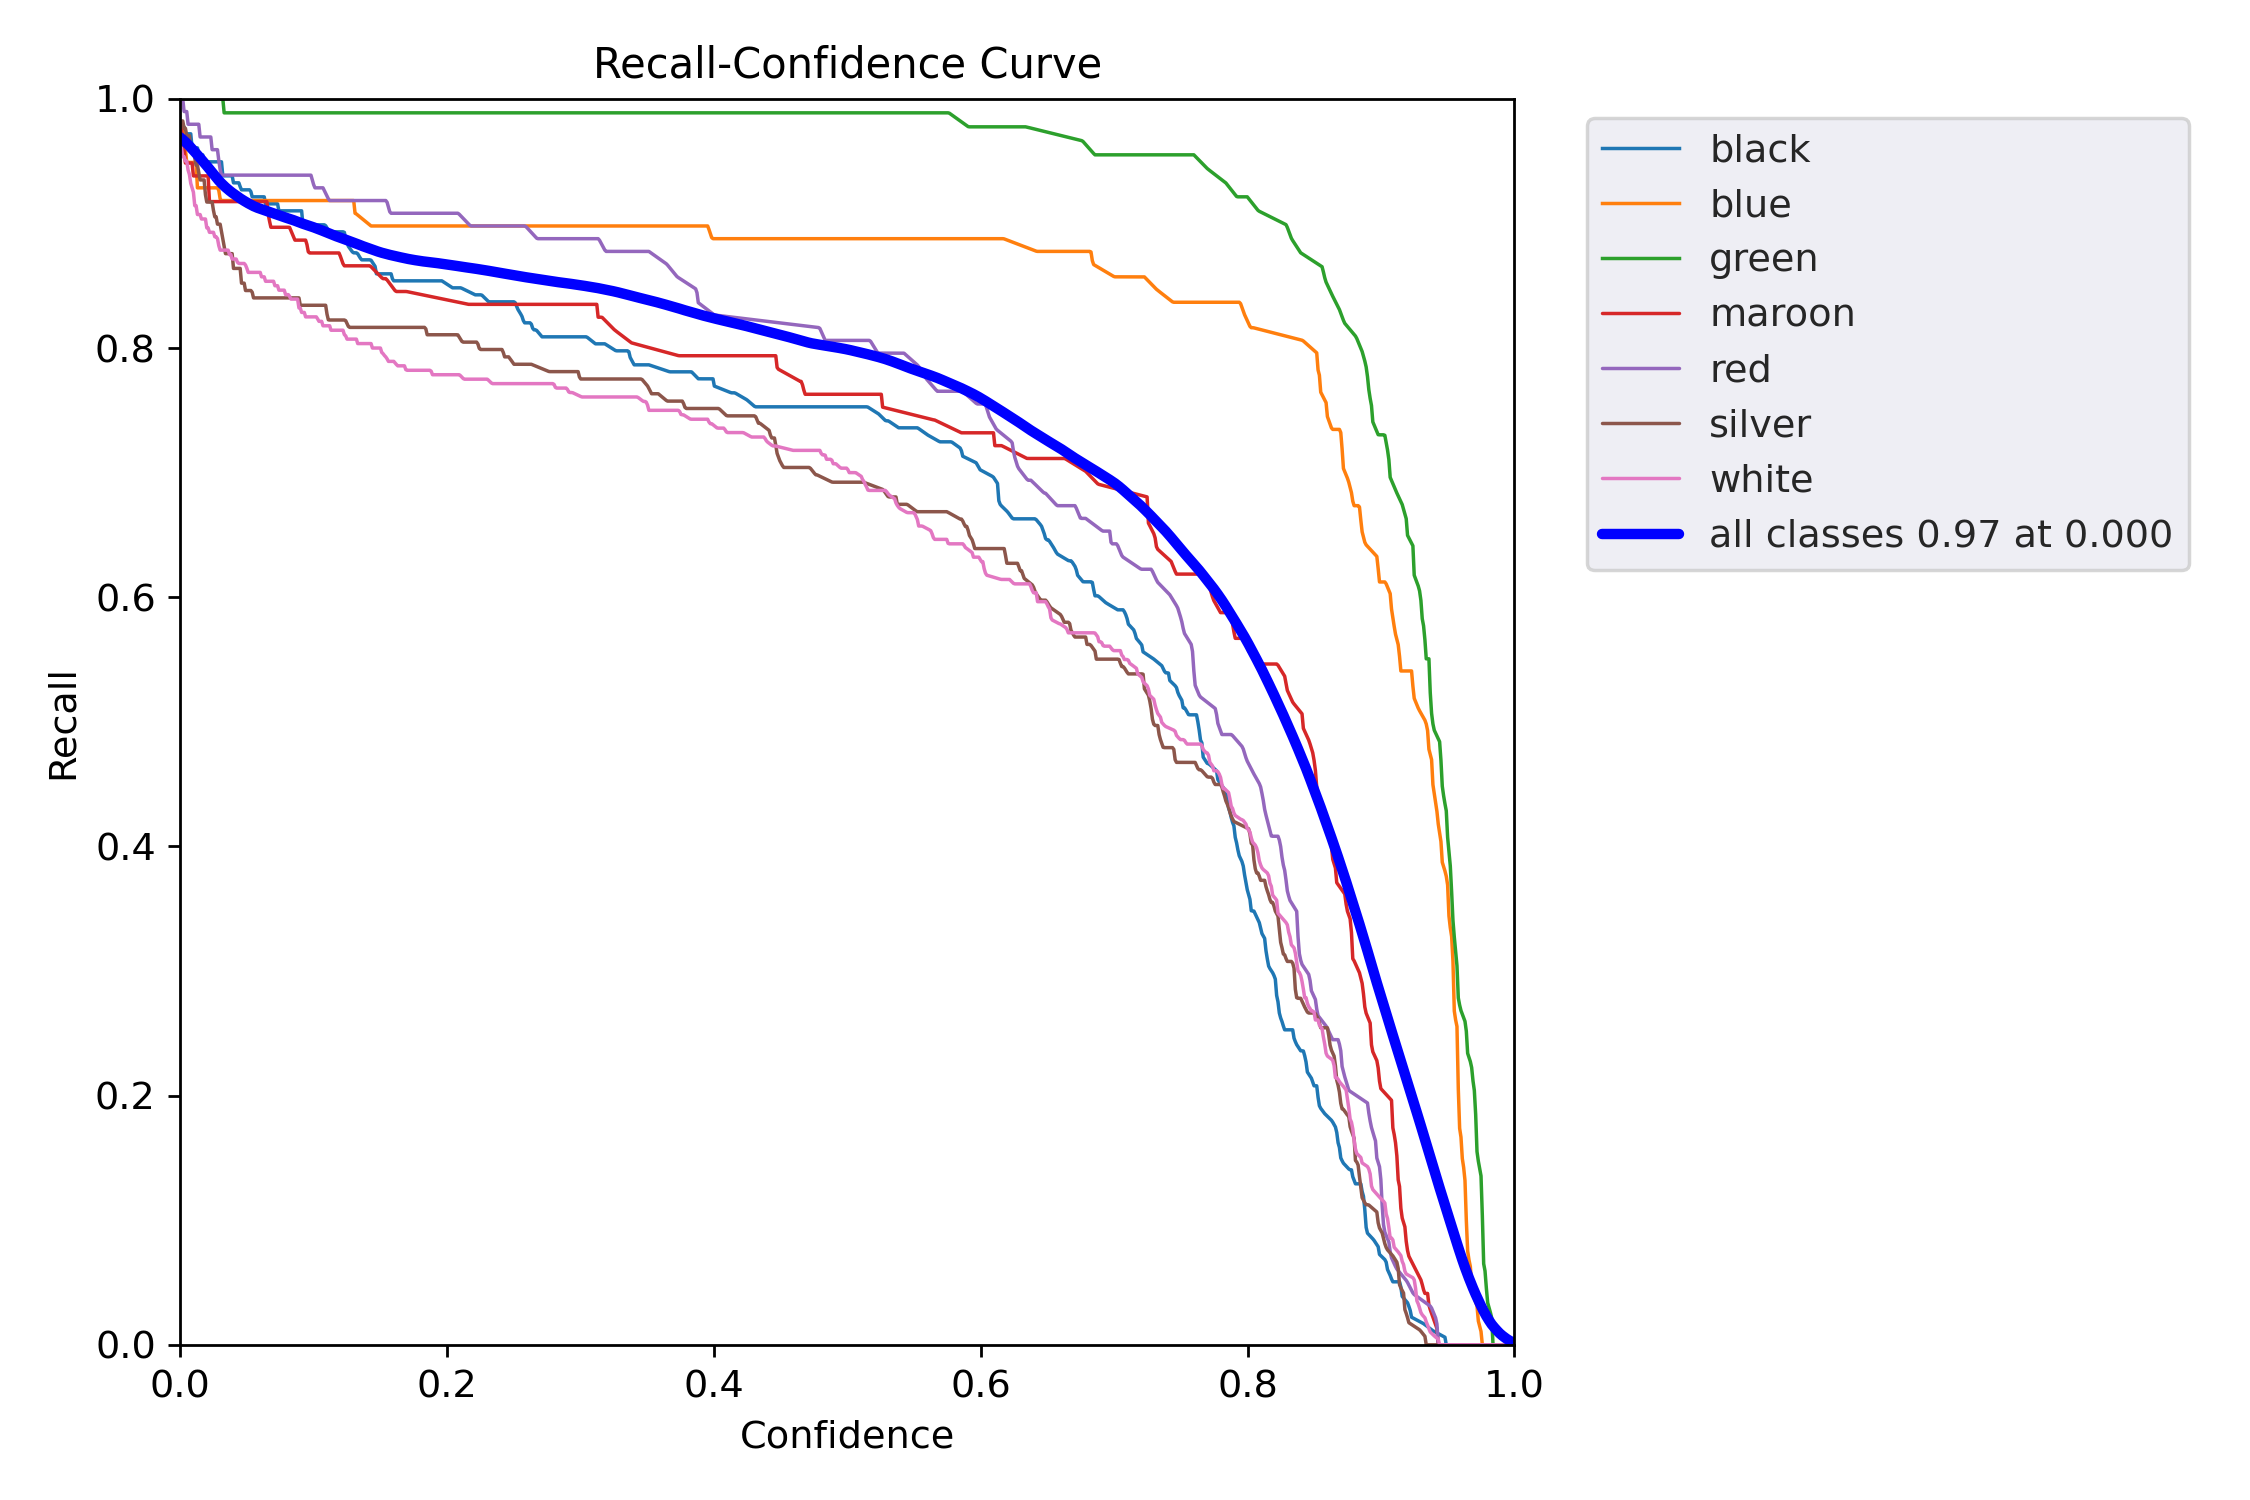 Recall-Confidence Curve
1.0
0.8
0.6
0.4
0.2
0.0
Recall
0.0 0.2 0.4 0.6 0.8 1.0
Confidence
black
blue
green
maroon
red
silver
white
all classes 0.97 at 0.000